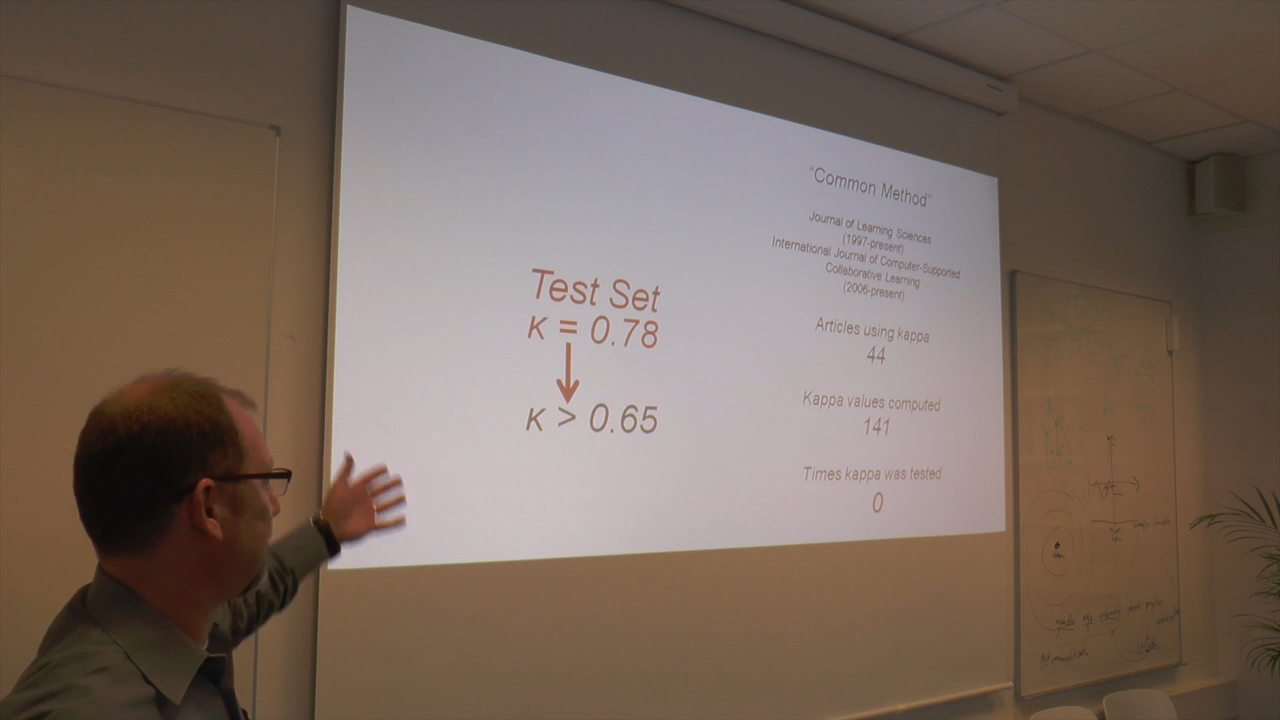 Test Set
κ = 0.78
κ > 0.65
"Common Method"
Journal of Learning Sciences
(1997-present)
International Journal of Computer-Supported
Collaborative Learning
(2006-present)
Articles using kappa
44
Kappa values computed
141
Times kappa was tested
0